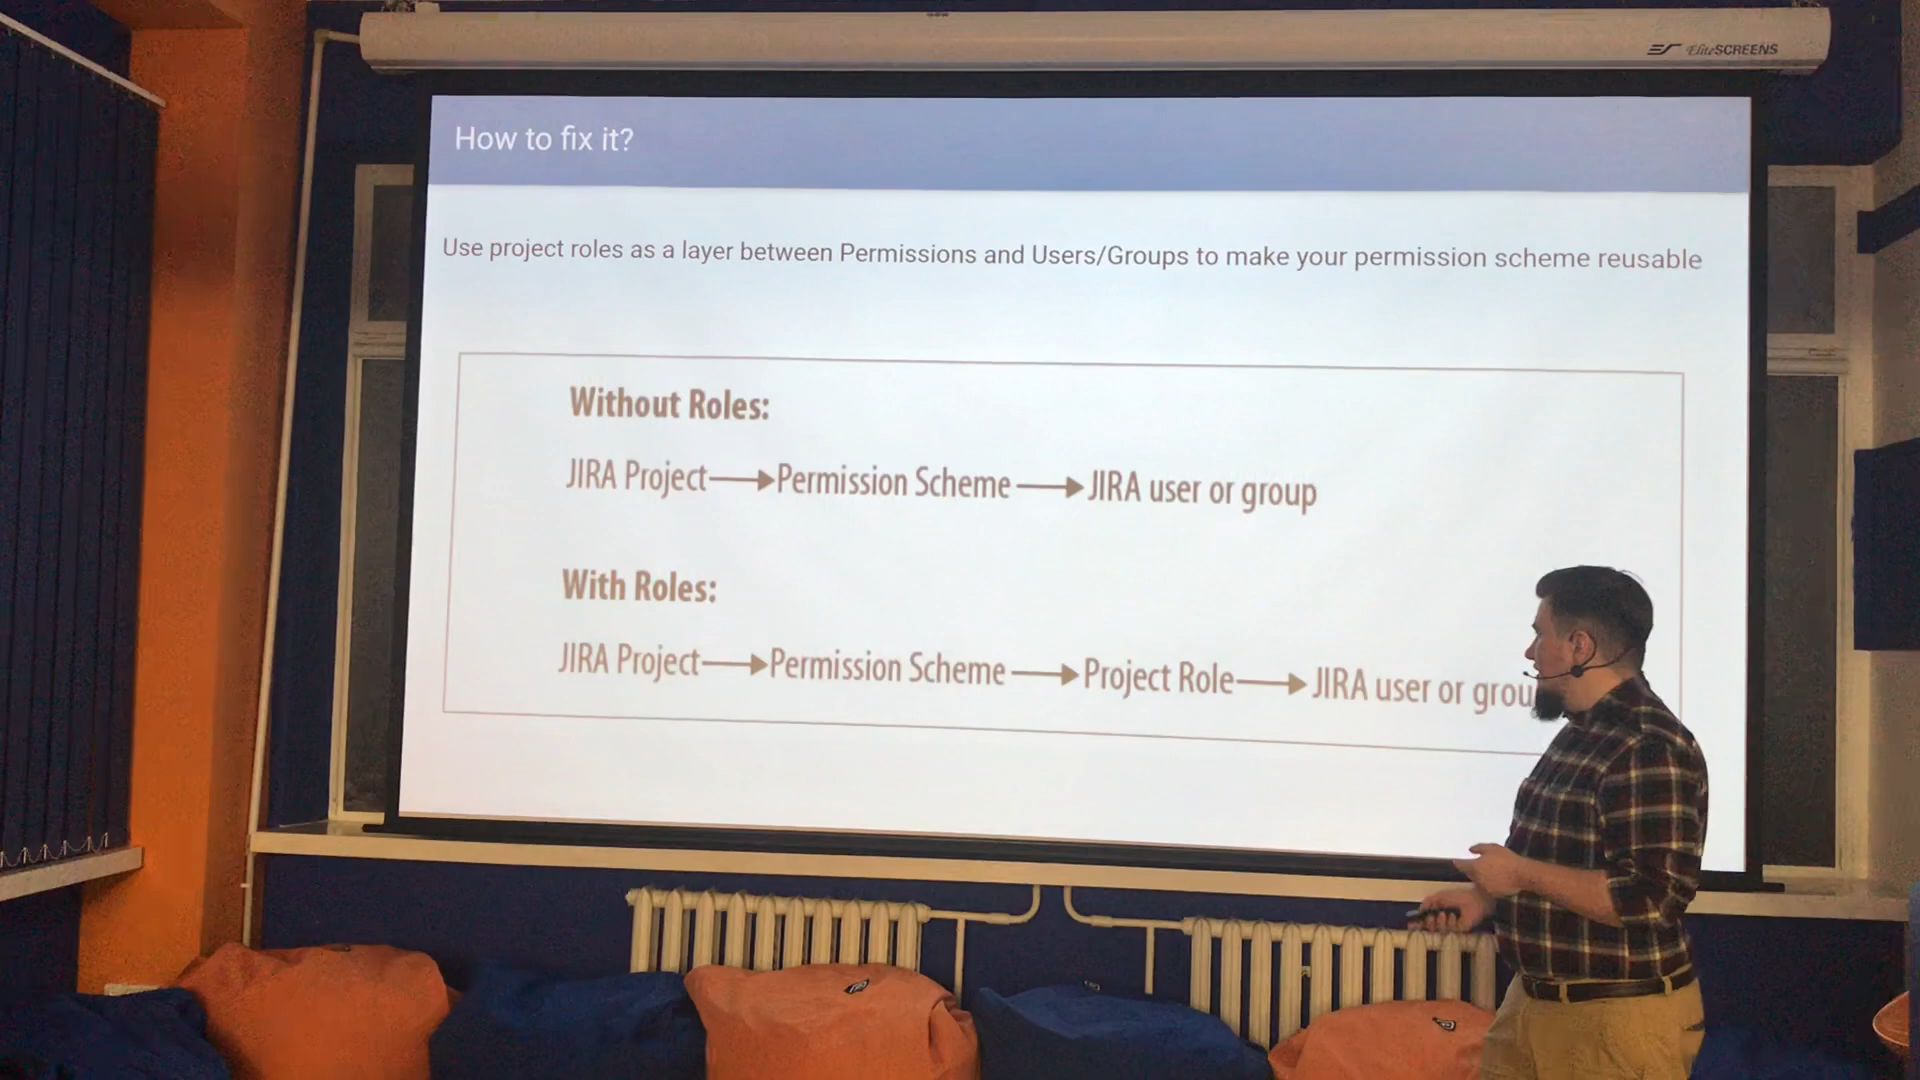 EliteSCREENS
How to fix it?
Use project roles as a layer between Permissions and Users/Groups to make your permission scheme reusable
Without Roles:
JIRA Project Permission Scheme JIRA user or group
With Roles:
JIRA Project Permission Scheme Project Role JIRA user or grou